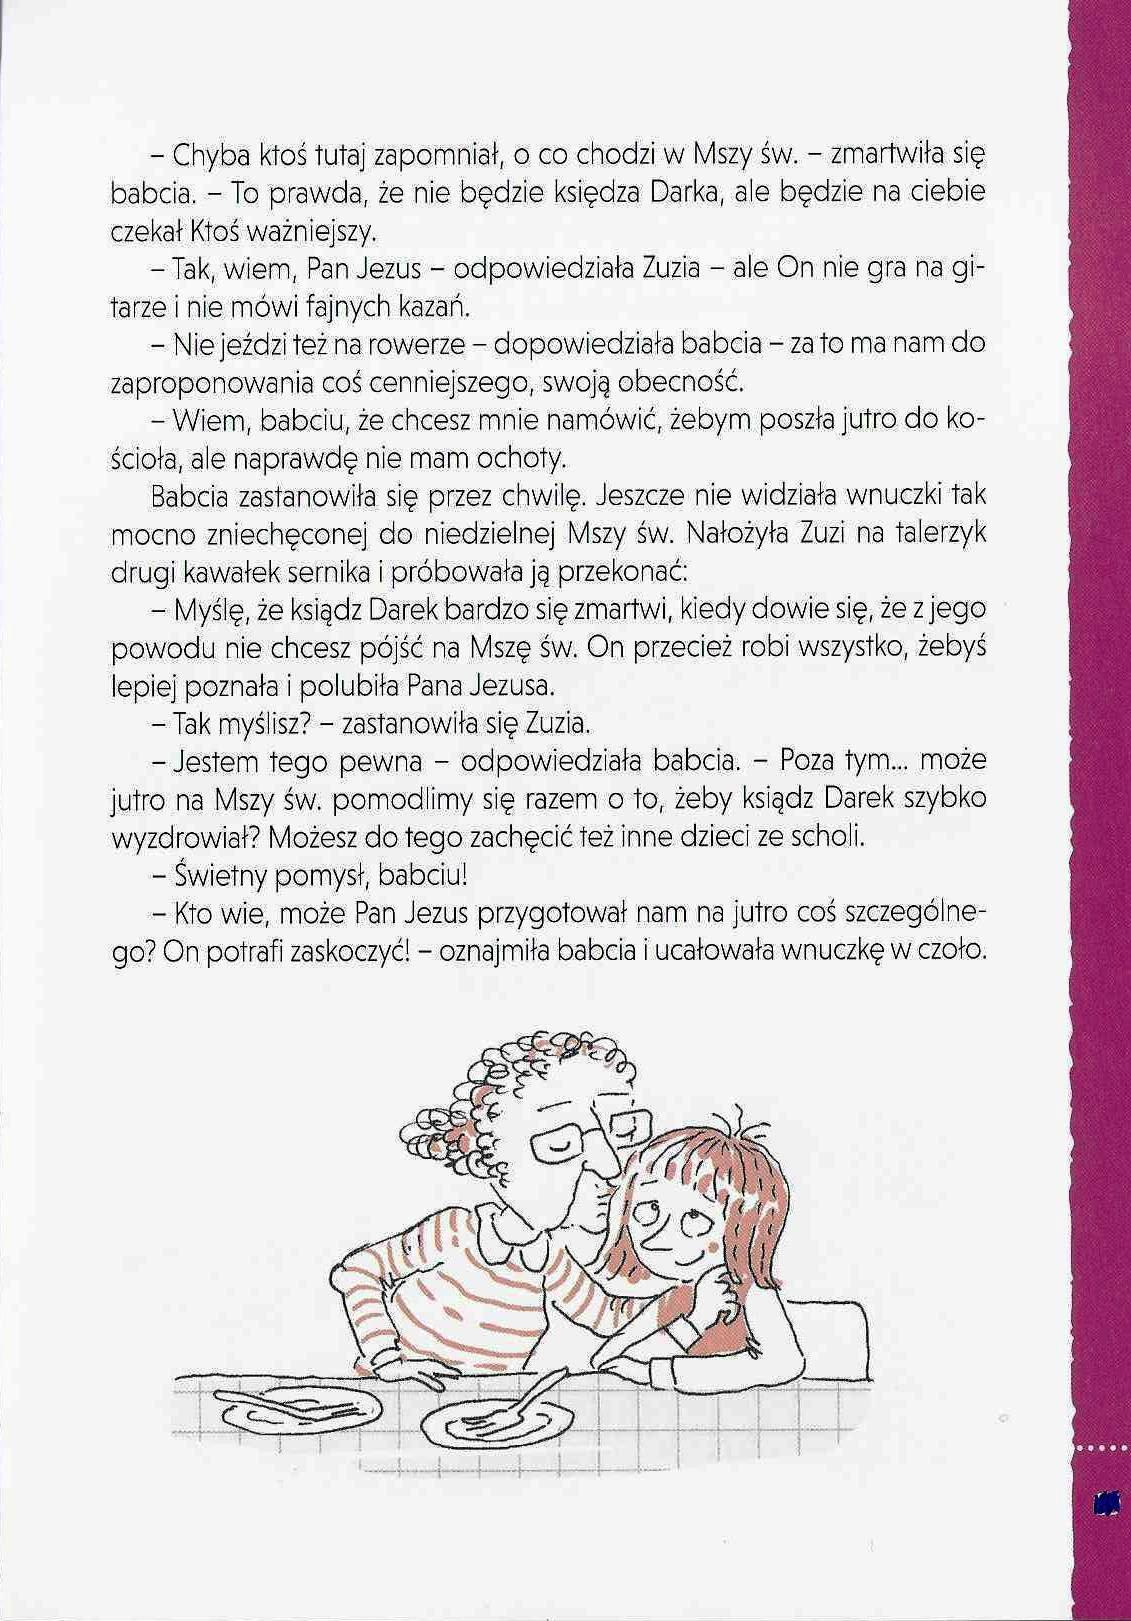 – Chyba ktoś tutaj zapomniał, o co chodzi w Mszy św. – zmartwiła się
babcia. – To prawda, że nie będzie księdza Darka, ale będzie na ciebie
czekał Ktoś ważniejszy.
– Tak, wiem, Pan Jezus – odpowiedziała Zuzia – ale On nie gra na gi-
tarze i nie mówi fajnych kazań.
– Nie jeździ też na rowerze – dopowiedziała babcia – za to ma nam do
zaproponowania coś cenniejszego, swoją obecność.
– Wiem, babciu, że chcesz mnie namówić, żebym poszła jutro do ko-
ścioła, ale naprawdę nie mam ochoty.
Babcia zastanowiła się przez chwilę. Jeszcze nie widziała wnuczki tak
mocno zniechęconej do niedzielnej Mszy św. Nałożyła Zuzi na talerzyk
drugi kawałek sernika i próbowała ją przekonać:
– Myślę, że ksiądz Darek bardzo się zmartwi, kiedy dowie się, że z jego
powodu nie chcesz pójść na Mszę św. On przecież robi wszystko, żebyś
lepiej poznała i polubiła Pana Jezusa.
– Tak myślisz? – zastanowiła się Zuzia.
– Jestem tego pewna – odpowiedziała babcia. – Poza tym... może
jutro na Mszy św. pomodlimy się razem o to, żeby ksiądz Darek szybko
wyzdrowiał? Możesz do tego zachęcić też inne dzieci ze scholi.
– Świetny pomysł, babciu!
– Kto wie, może Pan Jezus przygotował nam na jutro coś szczególne-
go? On potrafi zaskoczyć! – oznajmiła babcia i ucałowała wnuczkę w czoło.